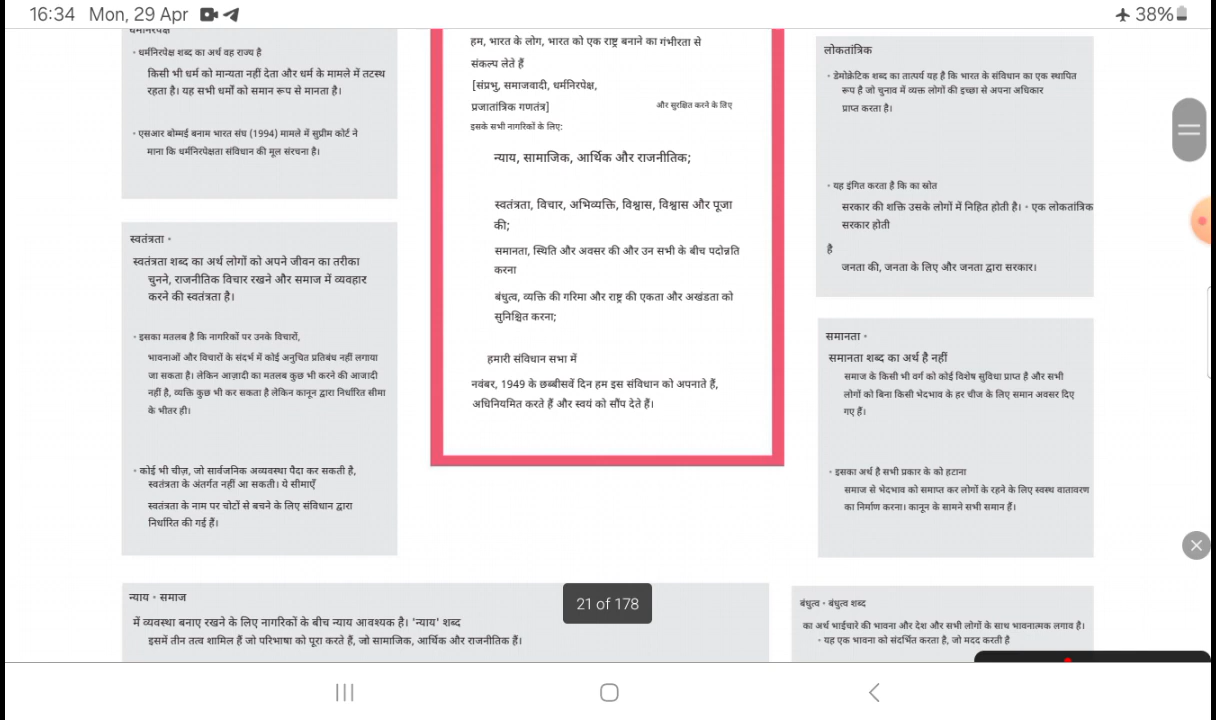 16:34 Mon, 29 Apr
38%
धर्मनिरपेक्ष
• धर्मनिरपेक्ष शब्द का अर्थ वह राज्य है
किसी भी धर्म को मान्यता नहीं देता और धर्म के मामले में तटस्थ
रहता है। यह सभी धर्मों को समान रूप से मानता है।
• एसआर बोम्मई बनाम भारत संघ (1994) मामले में सुप्रीम कोर्ट ने
माना कि धर्मनिरपेक्षता संविधान की मूल संरचना है।
स्वतंत्रता •
स्वतंत्रता शब्द का अर्थ लोगों को अपने जीवन का तरीका
चुनने, राजनीतिक विचार रखने और समाज में व्यवहार
करने की स्वतंत्रता है।
• इसका मतलब है कि नागरिकों पर उनके विचारों,
भावनाओं और विचारों के संदर्भ में कोई अनुचित प्रतिबंध नहीं लगाया
जा सकता है। लेकिन आज़ादी का मतलब कुछ भी करने की आजादी
नहीं है, व्यक्ति कुछ भी कर सकता है लेकिन कानून द्वारा निर्धारित सीमा
के भीतर ही।
• कोई भी चीज़, जो सार्वजनिक अव्यवस्था पैदा कर सकती है,
स्वतंत्रता के अंतर्गत नहीं आ सकती। ये सीमाएँ
स्वतंत्रता के नाम पर चोटों से बचने के लिए संविधान द्वारा
निर्धारित की गई हैं।
हम, भारत के लोग, भारत को एक राष्ट्र बनाने का गंभीरता से
संकल्प लेते हैं
[संप्रभु, समाजवादी, धर्मनिरपेक्ष,
प्रजातांत्रिक गणतंत्र] और सुरक्षित करने के लिए
इसके सभी नागरिकों के लिए:
न्याय, सामाजिक, आर्थिक और राजनीतिक;
स्वतंत्रता, विचार, अभिव्यक्ति, विश्वास, विश्वास और पूजा
की;
समानता, स्थिति और अवसर की और उन सभी के बीच पदोन्नति
करना
बंधुत्व, व्यक्ति की गरिमा और राष्ट्र की एकता और अखंडता को
सुनिश्चित करना;
हमारी संविधान सभा में
नवंबर, 1949 के छब्बीसवें दिन हम इस संविधान को अपनाते हैं,
अधिनियमित करते हैं और स्वयं को सौंप देते हैं।
लोकतांत्रिक
• डेमोक्रेटिक शब्द का तात्पर्य यह है कि भारत के संविधान का एक स्थापित
रूप है जो चुनाव में व्यक्त लोगों की इच्छा से अपना अधिकार
प्राप्त करता है।
• यह इंगित करता है कि का स्रोत
सरकार की शक्ति उसके लोगों में निहित होती है। • एक लोकतांत्रिक
सरकार होती
है
जनता की, जनता के लिए और जनता द्वारा सरकार।
समानता •
समानता शब्द का अर्थ है नहीं
समाज के किसी भी वर्ग को कोई विशेष सुविधा प्राप्त है और सभी
लोगों को बिना किसी भेदभाव के हर चीज के लिए समान अवसर दिए
गए हैं।
• इसका अर्थ है सभी प्रकार के को हटाना
समाज से भेदभाव को समाप्त कर लोगों के रहने के लिए स्वस्थ वातावरण
का निर्माण करना। कानून के सामने सभी समान हैं।
न्याय • समाज
में व्यवस्था बनाए रखने के लिए नागरिकों के बीच न्याय आवश्यक है। 'न्याय' शब्द
इसमें तीन तत्व शामिल हैं जो परिभाषा को पूरा करते हैं, जो सामाजिक, आर्थिक और राजनीतिक हैं।
21 of 178
बंधुत्व • बंधुत्व शब्द
का अर्थ भाईचारे की भावना और देश और सभी लोगों के साथ भावनात्मक लगाव है।
• यह एक भावना को संदर्भित करता है, जो मदद करती है